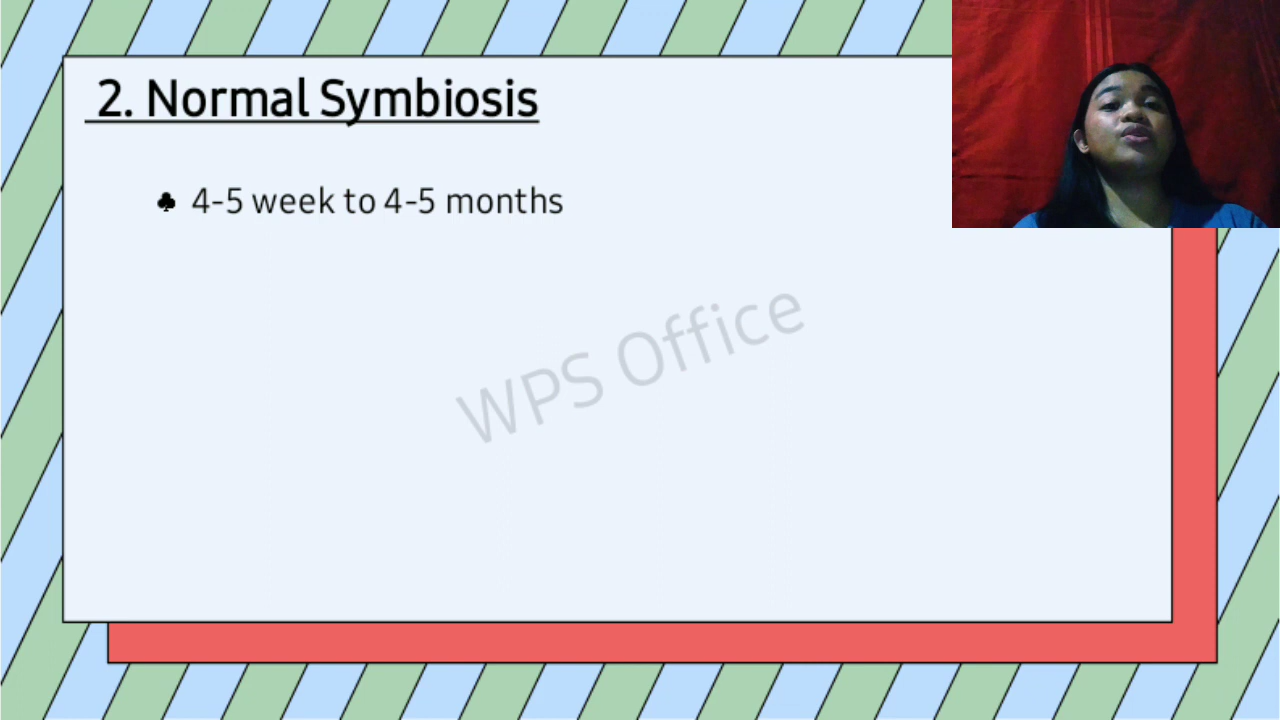 2. Normal Symbiosis
♣ 4-5 week to 4-5 months
WPS Office